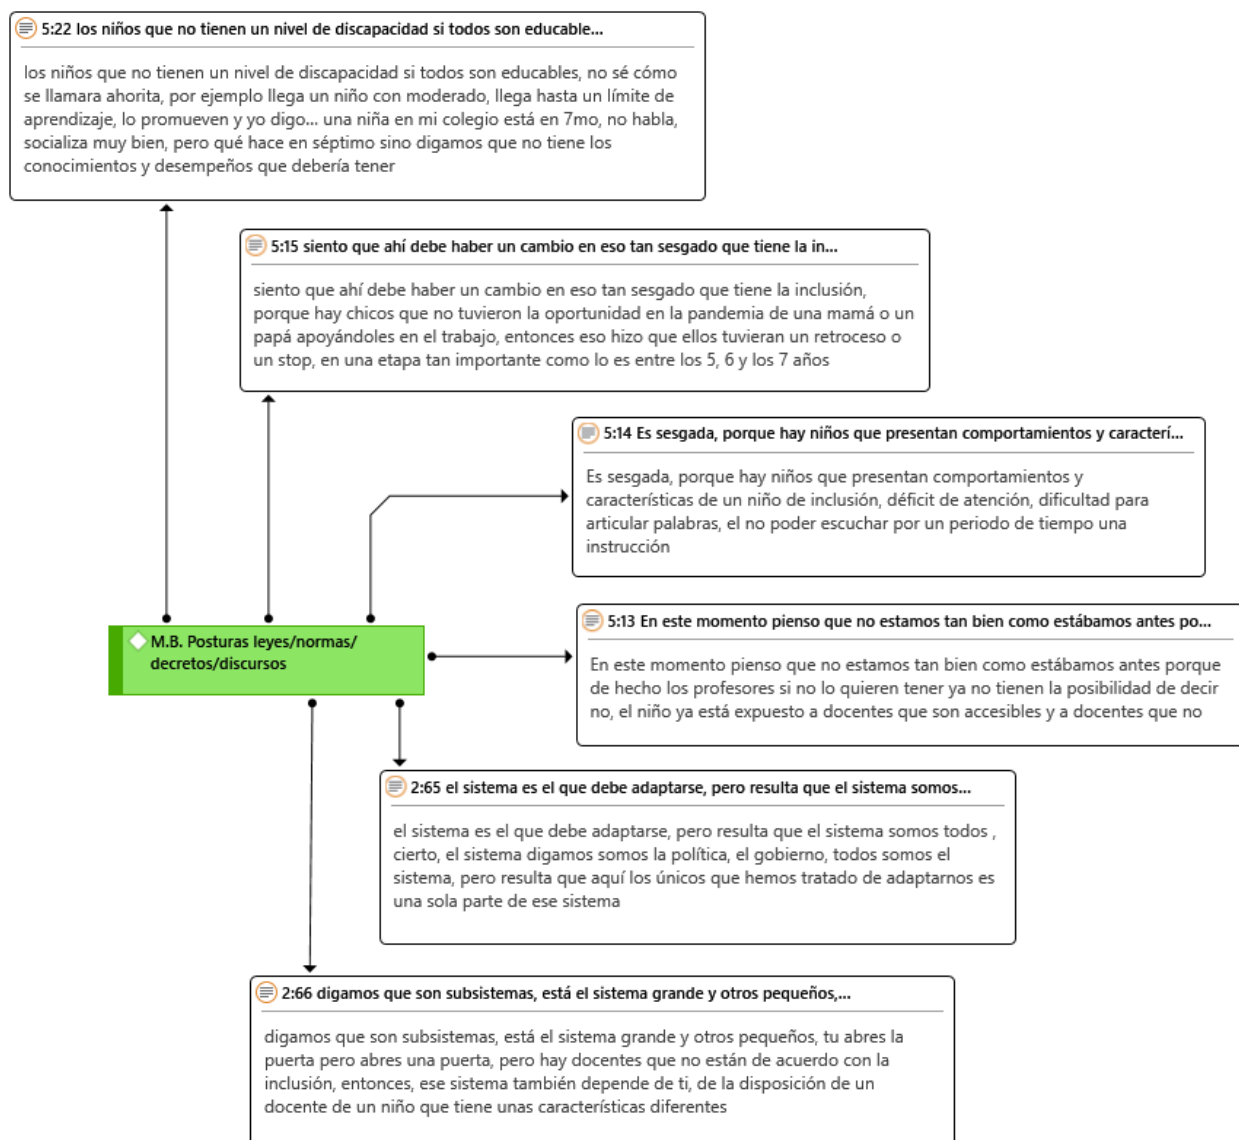 5:22 los niños que no tienen un nivel de discapacidad si todos son educable...
los niños que no tienen un nivel de discapacidad si todos son educables, no sé cómo
se llamara ahorita, por ejemplo llega un niño con moderado, llega hasta un límite de
aprendizaje, lo promueven y yo digo... una niña en mi colegio está en 7mo, no habla,
socializa muy bien, pero qué hace en séptimo sino digamos que no tiene los
conocimientos y desempeños que debería tener
5:15 siento que ahí debe haber un cambio en eso tan sesgado que tiene la in...
siento que ahí debe haber un cambio en eso tan sesgado que tiene la inclusión,
porque hay chicos que no tuvieron la oportunidad en la pandemia de una mamá o un
papá apoyándoles en el trabajo, entonces eso hizo que ellos tuvieran un retroceso o
un stop, en una etapa tan importante como lo es entre los 5, 6 y los 7 años
5:14 Es sesgada, porque hay niños que presentan comportamientos y caracterí...
Es sesgada, porque hay niños que presentan comportamientos y
características de un niño de inclusión, déficit de atención, dificultad para
articular palabras, el no poder escuchar por un periodo de tiempo una
instrucción
M.B. Posturas leyes/normas/
decretos/discursos
5:13 En este momento pienso que no estamos tan bien como estábamos antes po...
En este momento pienso que no estamos tan bien como estábamos antes porque
de hecho los profesores si no lo quieren tener ya no tienen la posibilidad de decir
no, el niño ya está expuesto a docentes que son accesibles y a docentes que no
2:65 el sistema es el que debe adaptarse, pero resulta que el sistema somos...
el sistema es el que debe adaptarse, pero resulta que el sistema somos todos ,
cierto, el sistema digamos somos la política, el gobierno, todos somos el
sistema, pero resulta que aquí los únicos que hemos tratado de adaptarnos es
una sola parte de ese sistema
2:66 digamos que son subsistemas, está el sistema grande y otros pequeños,...
digamos que son subsistemas, está el sistema grande y otros pequeños, tu abres la
puerta pero abres una puerta, pero hay docentes que no están de acuerdo con la
inclusión, entonces, ese sistema también depende de ti, de la disposición de un
docente de un niño que tiene unas características diferentes